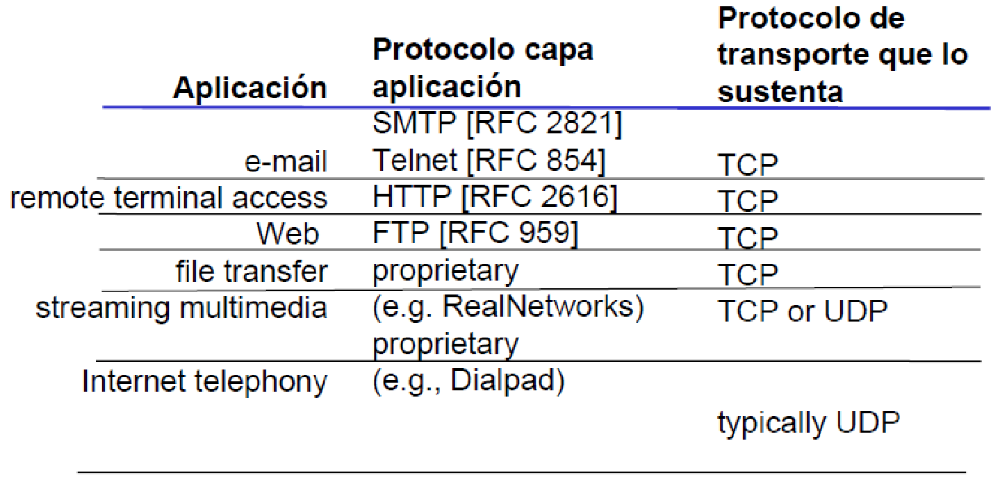 Aplicación Protocolo capa aplicación Protocolo de transporte que lo sustenta
SMTP [RFC 2821]
e-mail Telnet [RFC 854] TCP
remote terminal access HTTP [RFC 2616] TCP
Web FTP [RFC 959] TCP
file transfer proprietary TCP
streaming multimedia (e.g. RealNetworks) TCP or UDP
proprietary
Internet telephony (e.g., Dialpad)
typically UDP